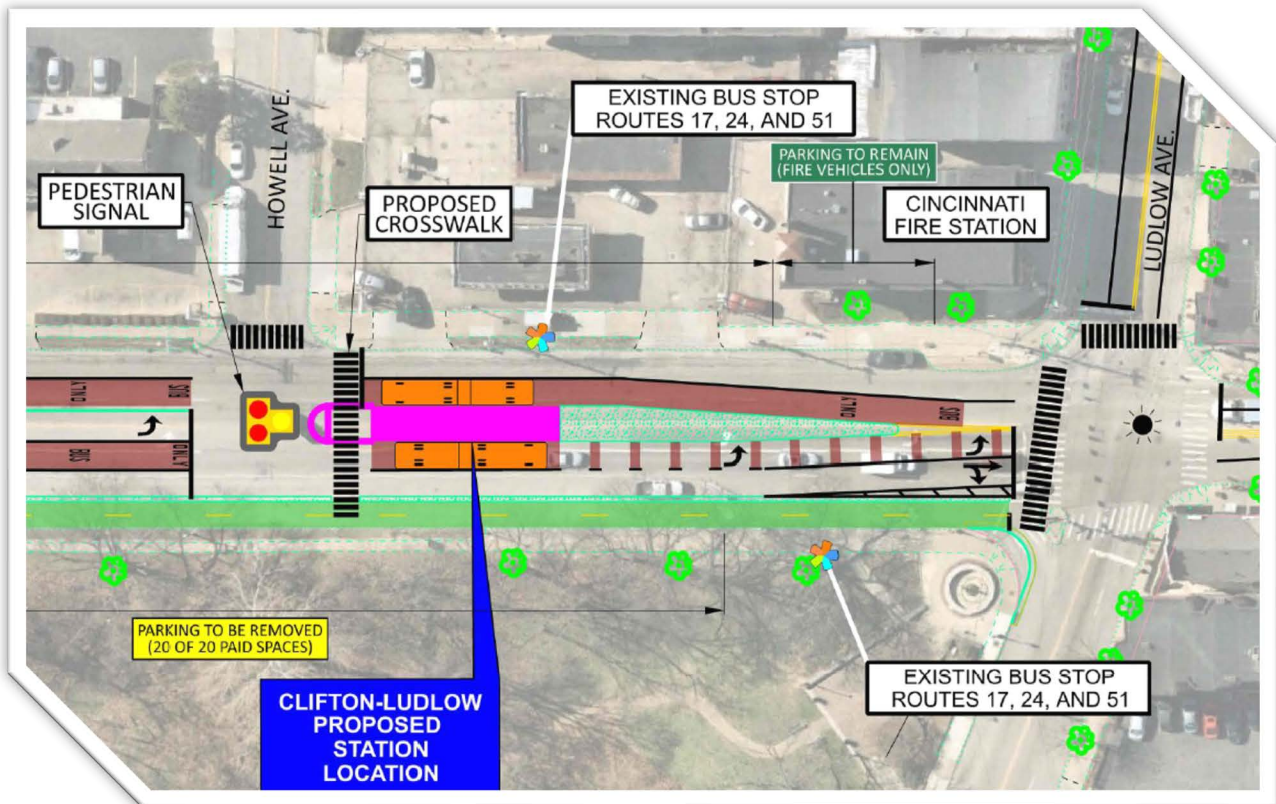 EXISTING BUS STOP
ROUTES 17, 24, AND 51
PARKING TO REMAIN
(FIRE VEHICLES ONLY)
PEDESTRIAN
SIGNAL
HOWELL AVE.
PROPOSED
CROSSWALK
CINCINNATI
FIRE STATION
LUDLOW AVE.
ONLY
BUS
ONLY
BUS
BUS
ONLY
PARKING TO BE REMOVED
(20 OF 20 PAID SPACES)
EXISTING BUS STOP
ROUTES 17, 24, AND 51
CLIFTON-LUDLOW
PROPOSED
STATION
LOCATION